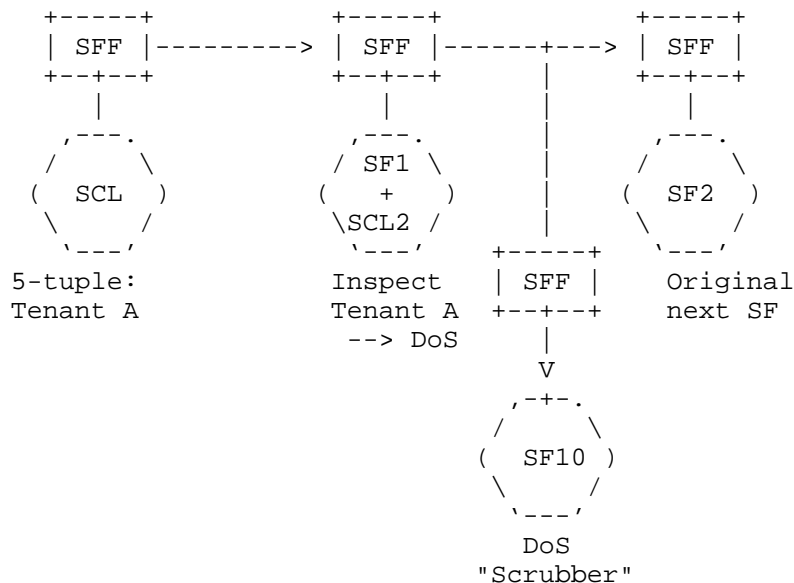 SFF SFF SFF
SCL SF1 + SCL2 SF2
SFF
5-tuple: Inspect Original
Tenant A Tenant A next SF
--> DoS
SF10
DoS
"Scrubber"